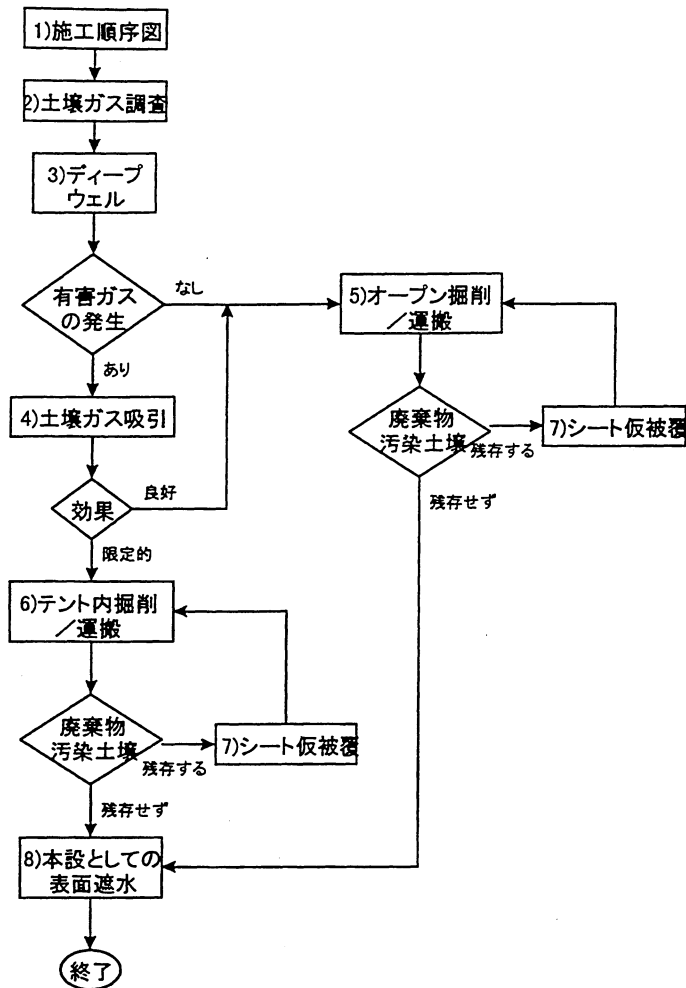 1)施工順序図
2)土壌ガス調査
3)ディープ
ウェル
有害ガス
の発生
なし
あり
4)土壌ガス吸引
効果
良好
限定的
5)オープン掘削
／運搬
廃棄物
汚染土壌
残存する
7)シート仮被覆
残存せず
6)テント内掘削
／運搬
廃棄物
汚染土壌
残存する
7)シート仮被覆
残存せず
8)本設としての
表面遮水
終了